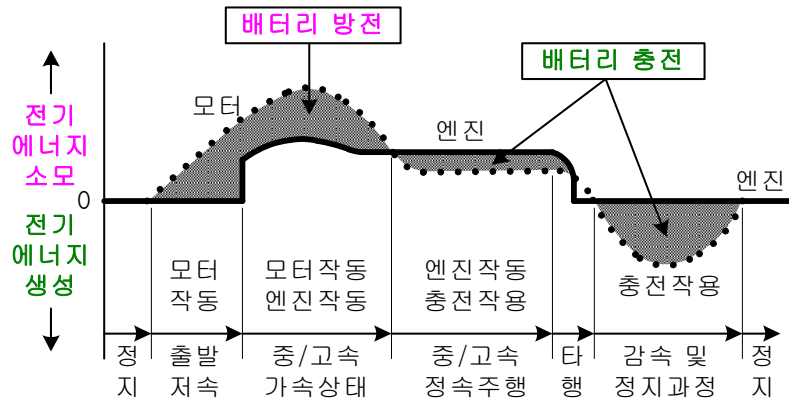 배터리 방전
배터리 충전
전기
에너지
소모
0
전기
에너지
생성
모터
엔진
엔진
모터
작동
모터작동
엔진작동
엔진작동
충전작용
충전작용
정
지
출발
저속
중/고속
가속상태
중/고속
정속주행
타
행
감속 및
정지과정
정
지